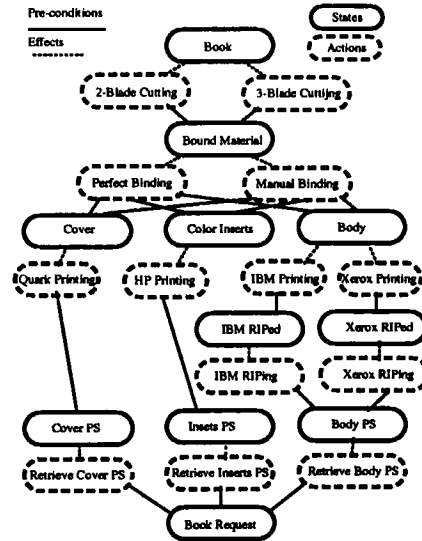 Pre-conditions
States
Effects
Actions
Book
2-Blade Cutting
3-Blade Cuttijng
Bound Material
Perfect Binding
Manual Binding
Cover
Color Inserts
Body
Quark Printing
HP Printing
IBM Printing
Xerox Printing
IBM RIPed
Xerox RIPed
IBM RIPing
Xerox RIPing
Cover PS
Insets PS
Body PS
Retrieve Cover PS
Retrieve Inserts PS
Retrieve Body PS
Book Request